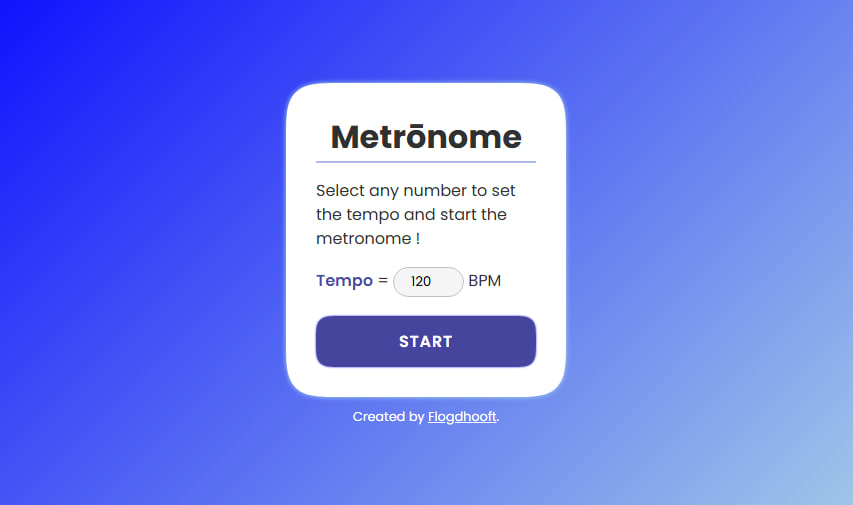 Metrōnome
Select any number to set
the tempo and start the
metronome !
Tempo = 120 BPM
START
Created by Flogdhooft.